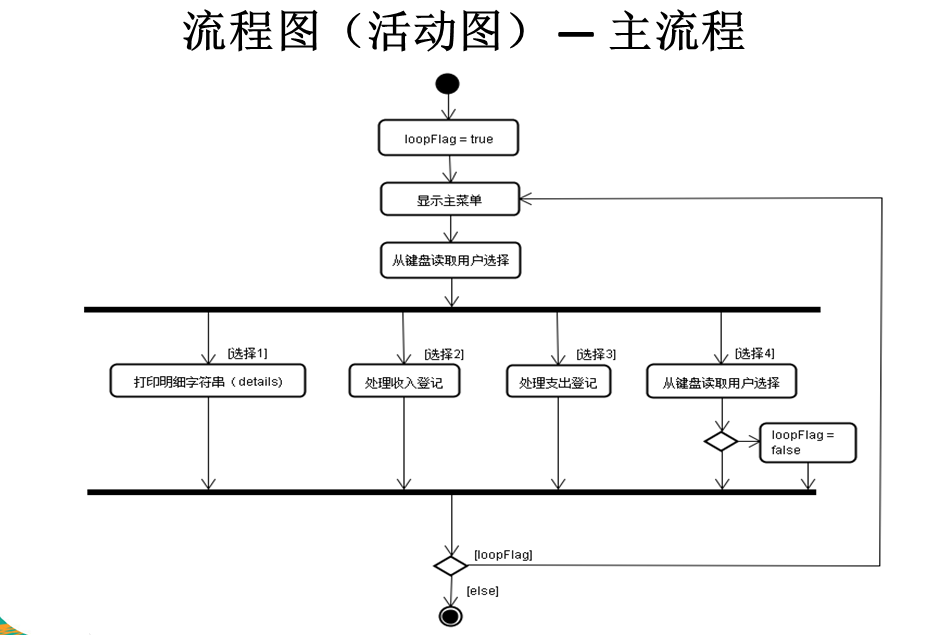 流程图（活动图）— 主流程
loopFlag = true
显示主菜单
从键盘读取用户选择
[选择1]
[选择2]
[选择3]
[选择4]
打印明细字符串（details)
处理收入登记
处理支出登记
从键盘读取用户选择
loopFlag =
false
[loopFlag]
[else]